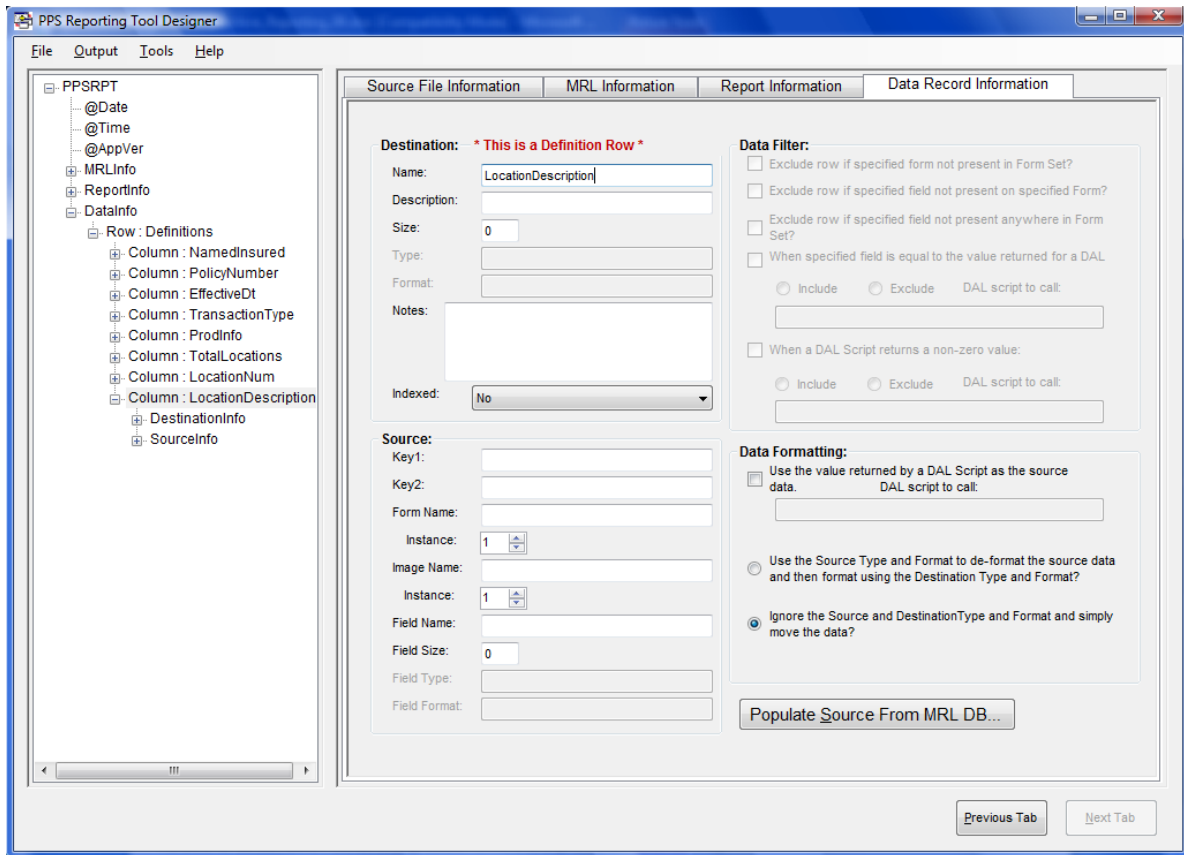 PPS Reporting Tool Designer
File Output Tools Help
PPSRPT
@Date
@Time
@AppVer
MRLInfo
ReportInfo
DataInfo
Row : Definitions
Column : NamedInsured
Column : PolicyNumber
Column : EffectiveDt
Column : TransactionType
Column : ProdInfo
Column : TotalLocations
Column : LocationNum
Column : LocationDescription
DestinationInfo
SourceInfo
Source File Information MRL Information Report Information Data Record Information
Destination: * This is a Definition Row *
Name: LocationDescription
Description:
Size: 0
Type:
Format:
Notes:
Indexed: No
Source:
Key1:
Key2:
Form Name:
Instance: 1
Image Name:
Instance: 1
Field Name:
Field Size: 0
Field Type:
Field Format:
Data Filter:
Exclude row if specified form not present in Form Set?
Exclude row if specified field not present on specified Form?
Exclude row if specified field not present anywhere in Form
Set?
When specified field is equal to the value returned for a DAL
Include Exclude DAL script to call:
When a DAL Script returns a non-zero value:
Include Exclude DAL script to call:
Data Formatting:
Use the value returned by a DAL Script as the source
data. DAL script to call:
Use the Source Type and Format to de-format the source data
and then format using the Destination Type and Format?
Ignore the Source and DestinationType and Format and simply
move the data?
Populate Source From MRL DB...
Previous Tab Next Tab